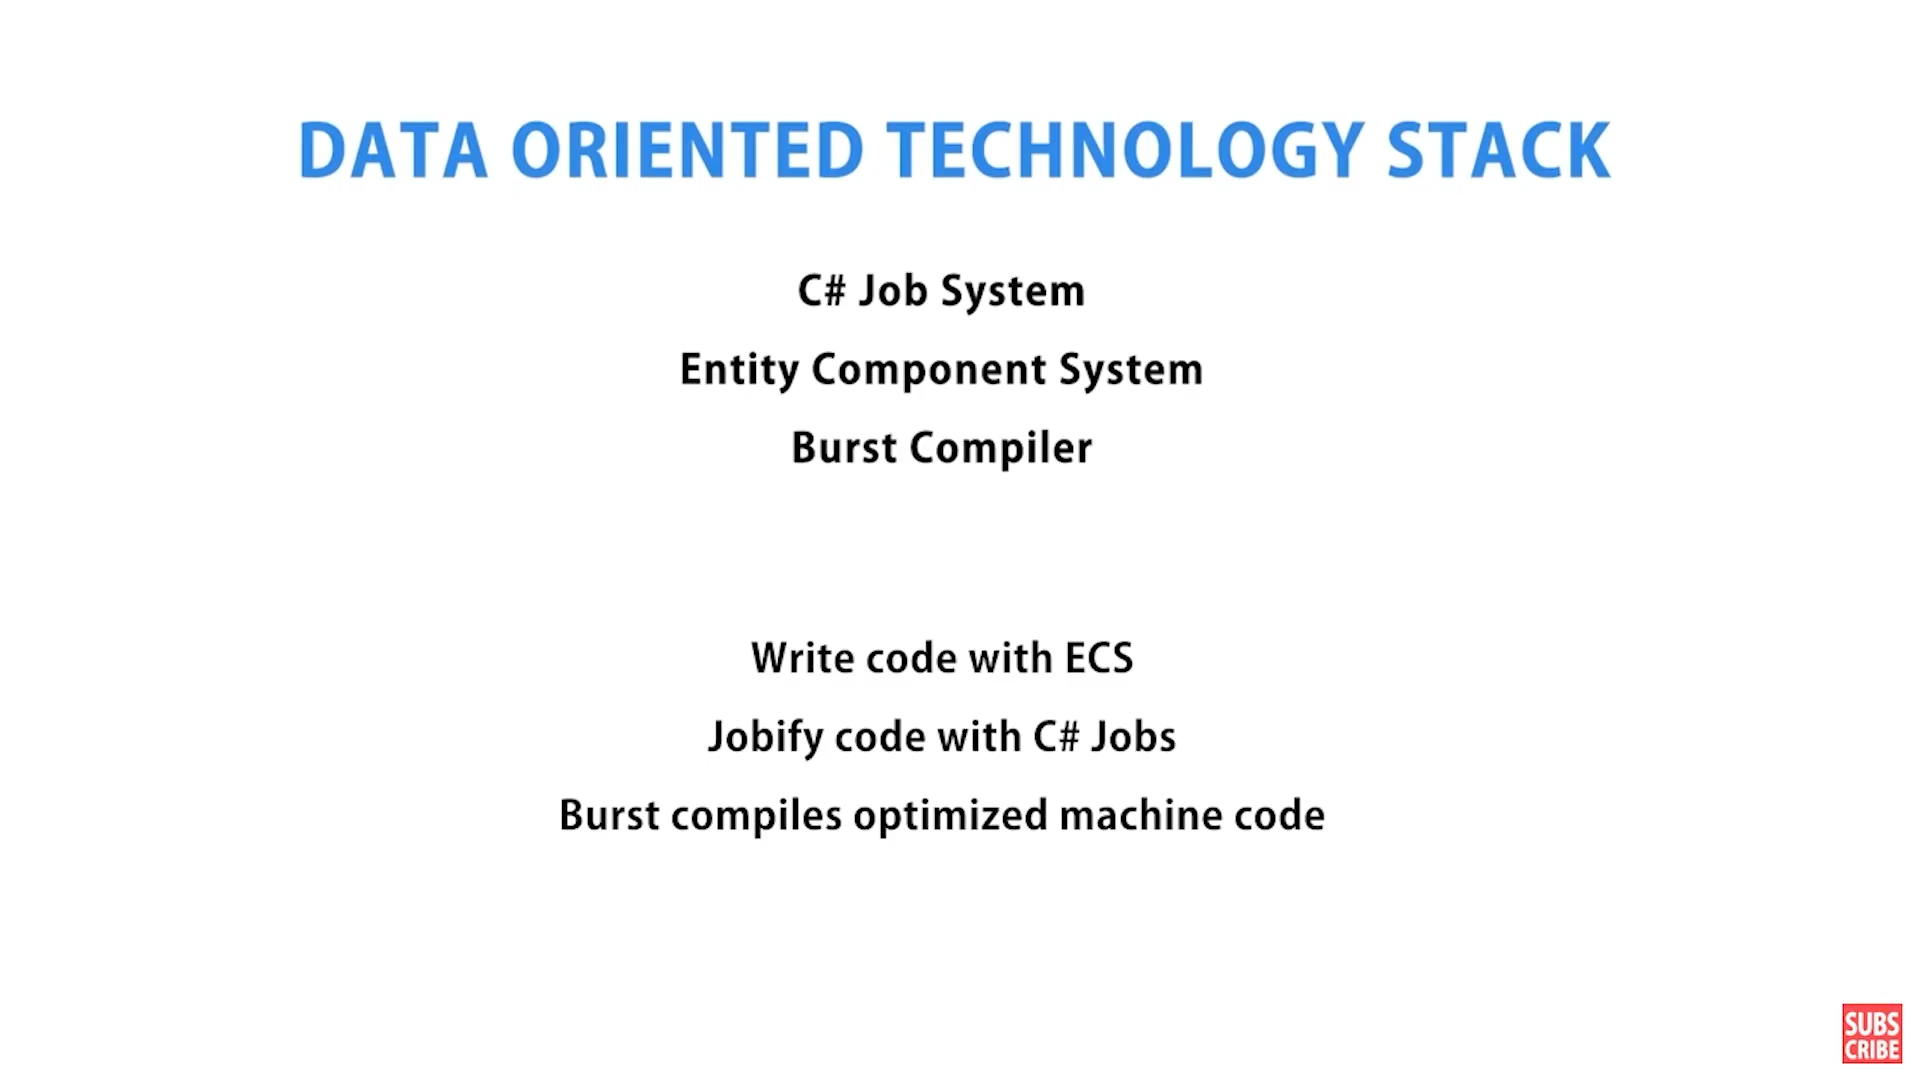 DATA ORIENTED TECHNOLOGY STACK
C# Job System
Entity Component System
Burst Compiler
Write code with ECS
Jobify code with C# Jobs
Burst compiles optimized machine code
SUBS
CRIBE